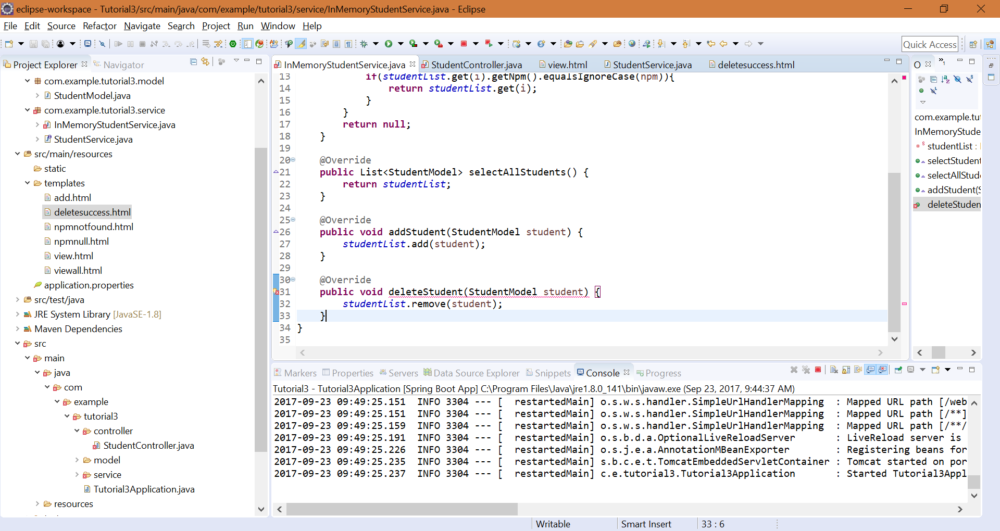 eclipse-workspace - Tutorial3/src/main/java/com/example/tutorial3/service/InMemoryStudentService.java - Eclipse
File Edit Source Refactor Navigate Search Project Run Window Help
Quick Access
Project Explorer Navigator
com.example.tutorial3.model
StudentModel.java
com.example.tutorial3.service
InMemoryStudentService.java
StudentService.java
src/main/resources
static
templates
add.html
deletesuccess.html
npmnotfound.html
npmnull.html
view.html
viewall.html
application.properties
src/test/java
JRE System Library [JavaSE-1.8]
Maven Dependencies
src
main
java
com
example
tutorial3
controller
StudentController.java
model
service
Tutorial3Application.java
resources
InMemoryStudentService.java StudentController.java view.html StudentService.java deletesuccess.html
13 if(studentList.get(i).getNpm().equalsIgnoreCase(npm)){
14 return studentList.get(i);
15 }
16 }
17 return null;
18 }
19
20 @Override
21 public List<StudentModel> selectAllStudents() {
22 return studentList;
23 }
24
25 @Override
26 public void addStudent(StudentModel student) {
27 studentList.add(student);
28 }
29
30 @Override
31 public void deleteStudent(StudentModel student) {
32 studentList.remove(student);
33 }
34 }
35
O
1
com.example.tut
InMemoryStude
studentList :
selectStudent
selectAllStud
addStudent(S
deleteStuden
Markers Properties Servers Data Source Explorer Snippets Console Progress
Tutorial3 - Tutorial3Application [Spring Boot App] C:\Program Files\Java\jre1.8.0_141\bin\javaw.exe (Sep 23, 2017, 9:44:37 AM)
2017-09-23 09:49:25.151 INFO 3304 --- [ restartedMain] o.s.w.s.handler.SimpleUrlHandlerMapping : Mapped URL path [/web
2017-09-23 09:49:25.151 INFO 3304 --- [ restartedMain] o.s.w.s.handler.SimpleUrlHandlerMapping : Mapped URL path [/**]
2017-09-23 09:49:25.159 INFO 3304 --- [ restartedMain] o.s.w.s.handler.SimpleUrlHandlerMapping : Mapped URL path [/**/
2017-09-23 09:49:25.191 INFO 3304 --- [ restartedMain] o.s.b.d.a.OptionalLiveReloadServer : LiveReload server is
2017-09-23 09:49:25.226 INFO 3304 --- [ restartedMain] o.s.j.e.a.AnnotationMBeanExporter : Registering beans for
2017-09-23 09:49:25.235 INFO 3304 --- [ restartedMain] s.b.c.e.t.TomcatEmbeddedServletContainer : Tomcat started on por
2017-09-23 09:49:25.237 INFO 3304 --- [ restartedMain] c.e.tutorial3.Tutorial3Application : Started Tutorial3Appl
Writable Smart Insert 33 : 6